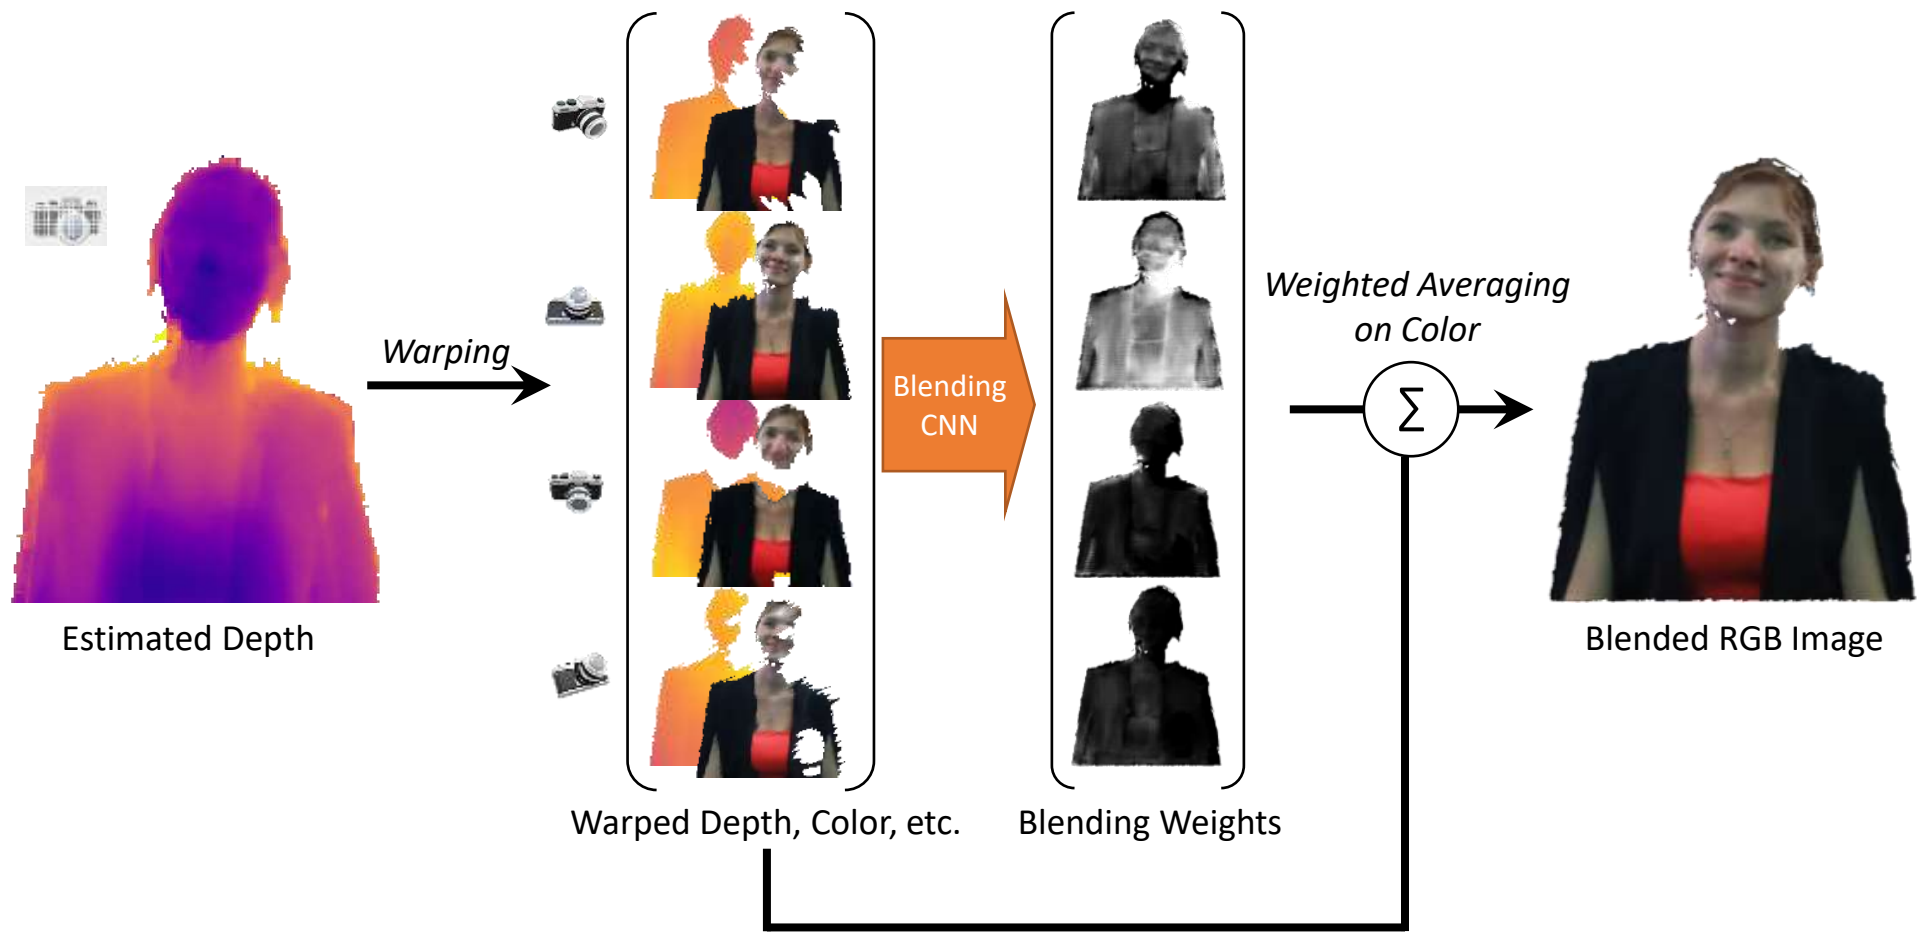 Estimated Depth
Warping
Warped Depth, Color, etc.
Blending
CNN
Blending Weights
Weighted Averaging
on Color
Σ
Blended RGB Image